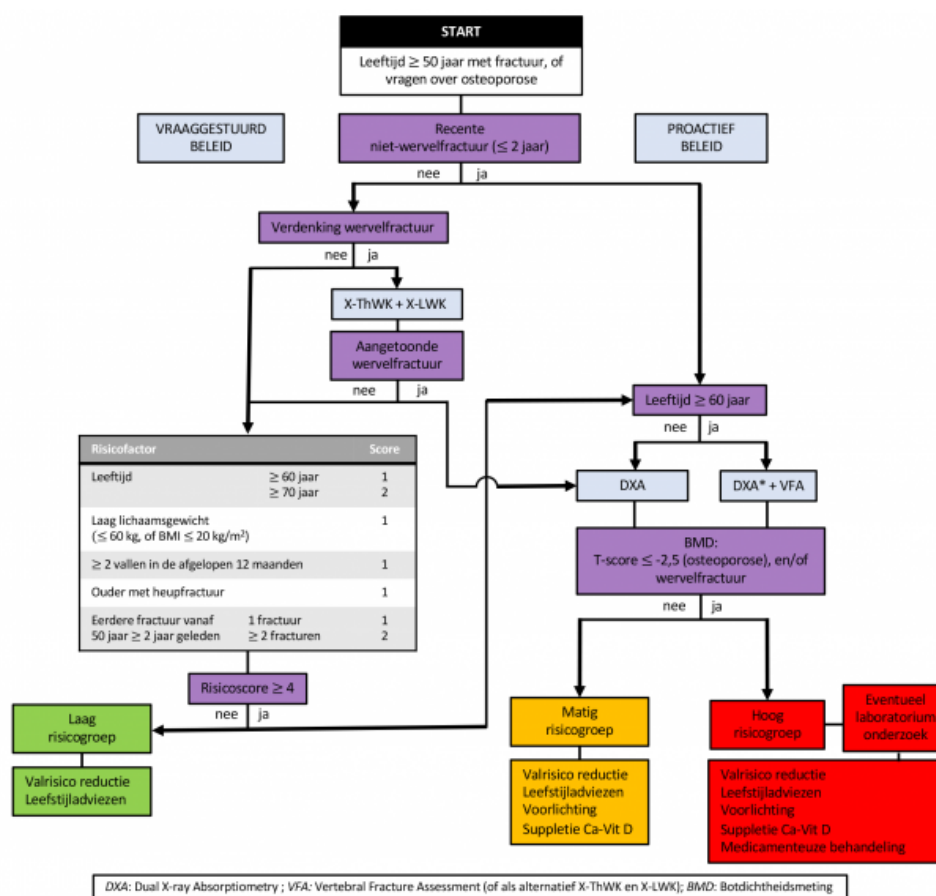 START
Leeftijd ≥ 50 jaar met fractuur, of
vragen over osteoporose
VRAAGGESTUURD
BELEID
Recente
niet-wervelfractuur (≤ 2 jaar)
PROACTIEF
BELEID
nee ja
Verdenking wervelfractuur
nee ja
X-ThWK + X-LWK
Aangetoonde
wervelfractuur
nee ja
Leeftijd ≥ 60 jaar
nee ja
DXA
DXA* + VFA
Risicofactor Score
Leeftijd ≥ 60 jaar 1
≥ 70 jaar 2
Laag lichaamsgewicht 1
(≤ 60 kg, of BMI ≤ 20 kg/m²)
≥ 2 vallen in de afgelopen 12 maanden 1
Ouder met heupfractuur 1
Eerdere fractuur vanaf 1 fractuur 1
50 jaar ≥ 2 jaar geleden ≥ 2 fracturen 2
BMD:
T-score ≤ -2,5 (osteoporose), en/of
wervelfractuur
nee ja
Risicoscore ≥ 4
nee ja
Laag
risicogroep
Valrisico reductie
Leefstijladviezen
Matig
risicogroep
Valrisico reductie
Leefstijladviezen
Voorlichting
Suppletie Ca-Vit D
Hoog
risicogroep
Eventueel
laboratorium
onderzoek
Valrisico reductie
Leefstijladviezen
Voorlichting
Suppletie Ca-Vit D
Medicamenteuze behandeling
DXA: Dual X-ray Absorptiometry ; VFA: Vertebral Fracture Assessment (of als alternatief X-ThWK en X-LWK); BMD: Botdichtheidsmeting